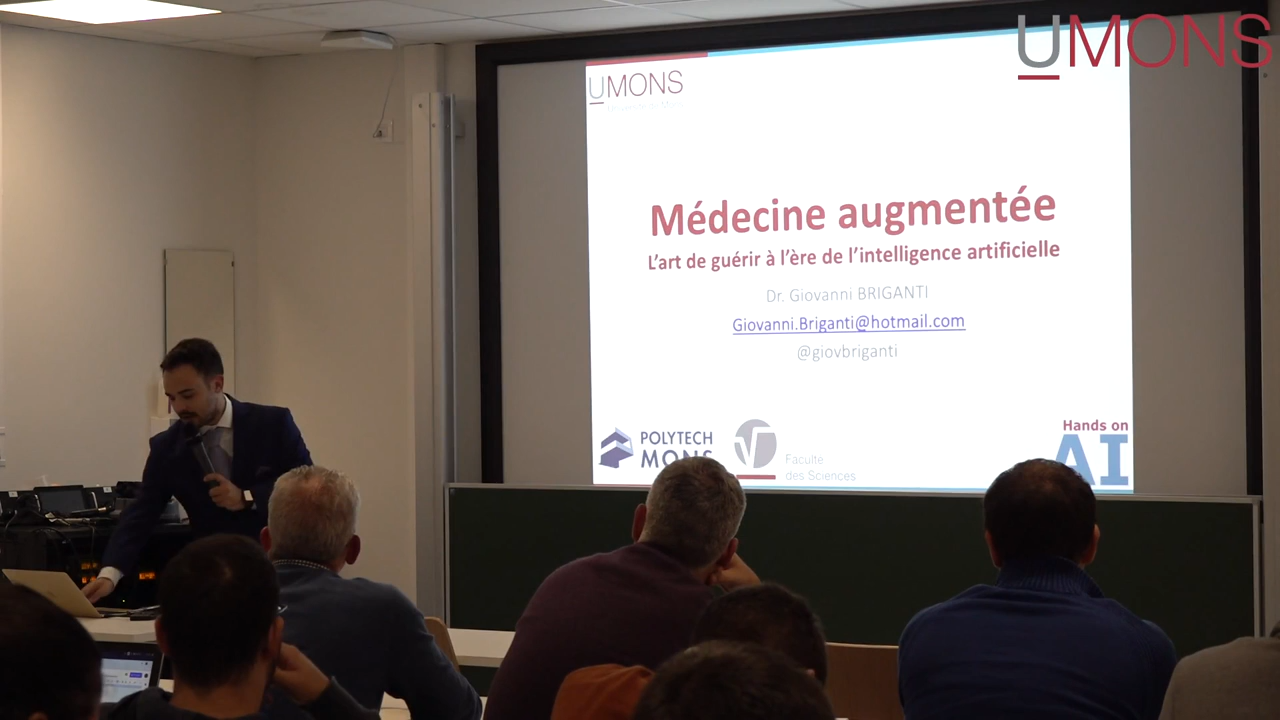 UMONS
UMONS
Médecine augmentée
L'art de guérir à l'ère de l'intelligence artificielle
Dr. Giovanni BRIGANTI
Giovanni.Briganti@hotmail.com
@giovbriganti
POLYTECH
MONS
Faculté
des Sciences
Hands on
AI